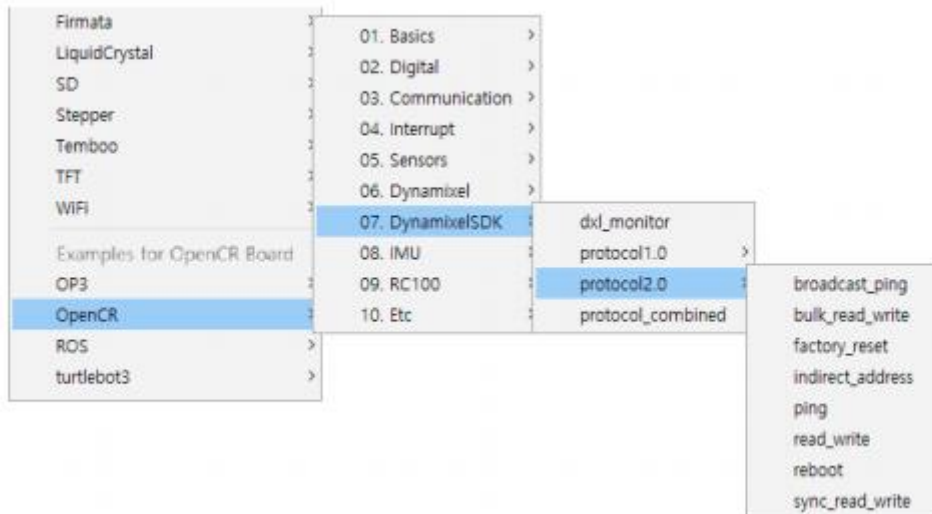 Firmata
LiquidCrystal
SD
Stepper
Temboo
TFT
WiFi
Examples for OpenCR Board
OP3
OpenCR
ROS
turtlebot3
01. Basics
02. Digital
03. Communication
04. Interrupt
05. Sensors
06. Dynamixel
07. DynamixelSDK
08. IMU
09. RC100
10. Etc
dxl_monitor
protocol1.0
protocol2.0
protocol_combined
broadcast_ping
bulk_read_write
factory_reset
indirect_address
ping
read_write
reboot
sync_read_write